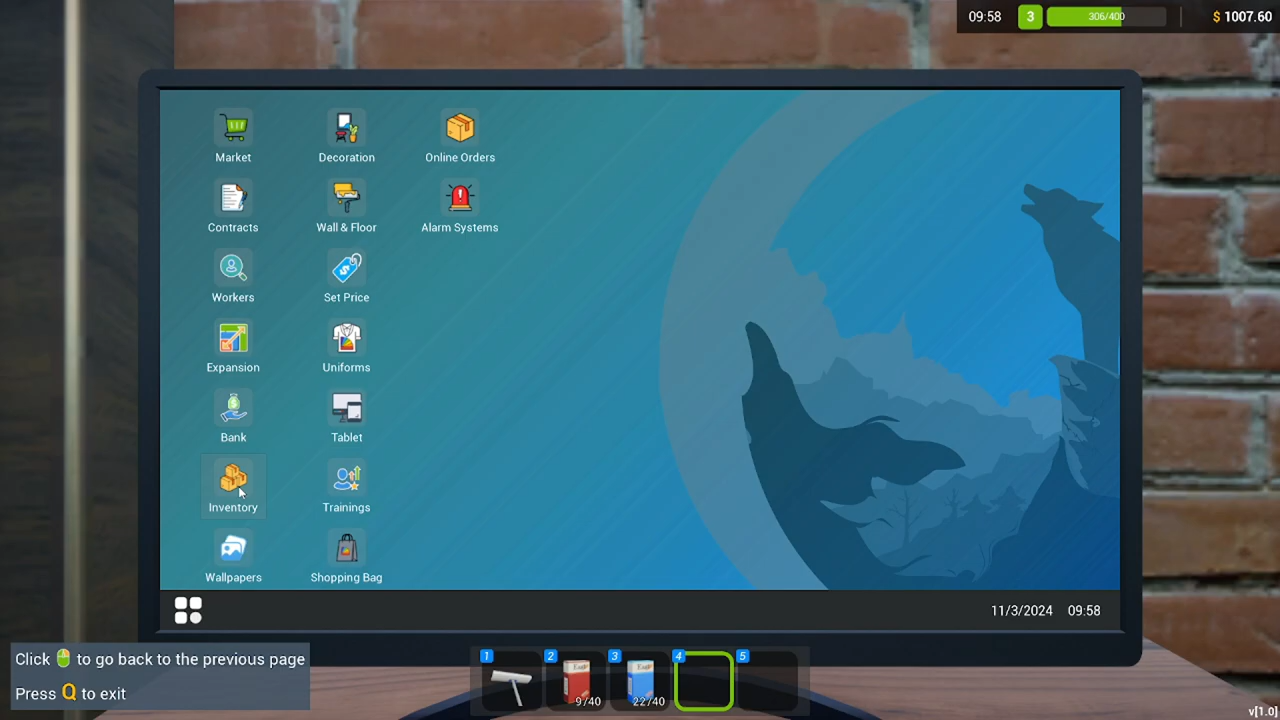 09:58 3 306/400 $ 1007.60
Market Decoration Online Orders
Contracts Wall & Floor Alarm Systems
Workers Set Price
Expansion Uniforms
Bank Tablet
Inventory Trainings
Wallpapers Shopping Bag
11/3/2024 09:58
Click to go back to the previous page
Press Q to exit
1 2 3 4 5
9/40 22/40
v[1.0]